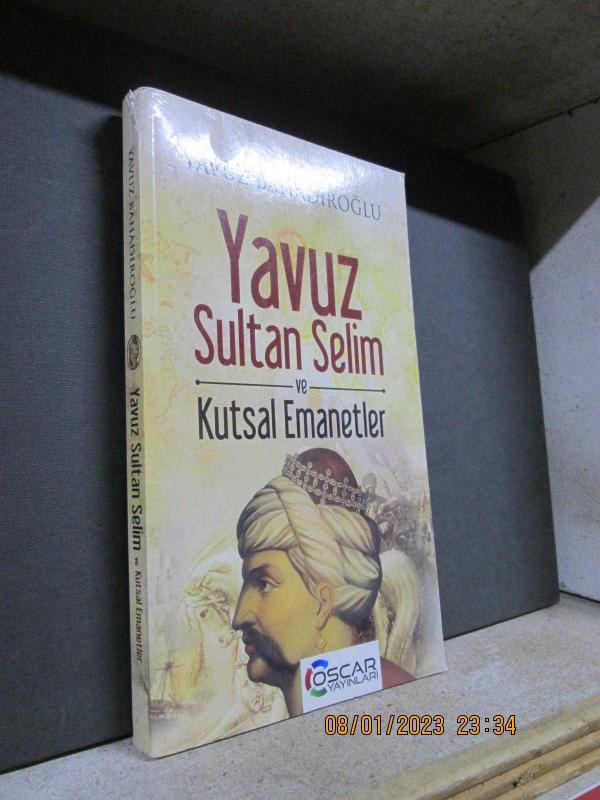 YAVUZ BAHADIROĞLU
Yavuz
Sultan Selim
ve
Kutsal Emanetler
OSCAR
YAYINLARI
YAVUZ BAHADIROĞLU
Yavuz Sultan Selim ve Kutsal Emanetler
08/01/2023 23:34